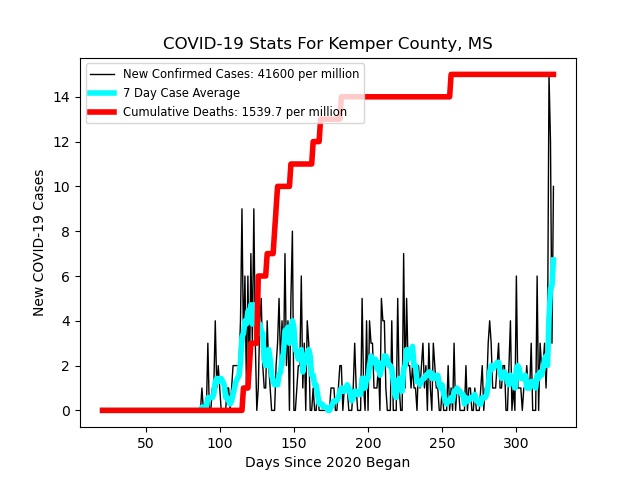 COVID-19 Stats For Kemper County, MS
New Confirmed Cases: 41600 per million
7 Day Case Average
Cumulative Deaths: 1539.7 per million
New COVID-19 Cases
14
12
10
8
6
4
2
0
50 100 150 200 250 300
Days Since 2020 Began